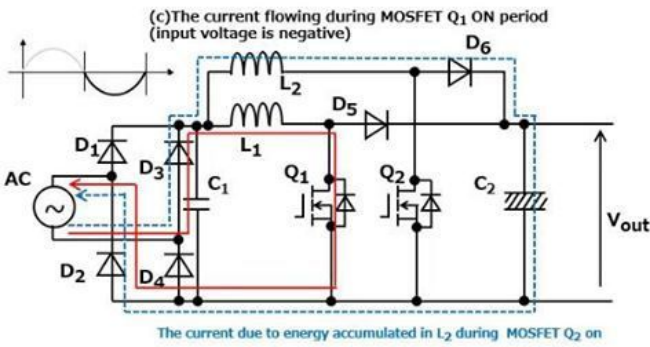 (c)The current flowing during MOSFET Q1 ON period
(input voltage is negative)
D6
L2
D5
D1
L1
D3
AC
C1
Q1
Q2
C2
Vout
D2
D4
The current due to energy accumulated in L2 during MOSFET Q2 on